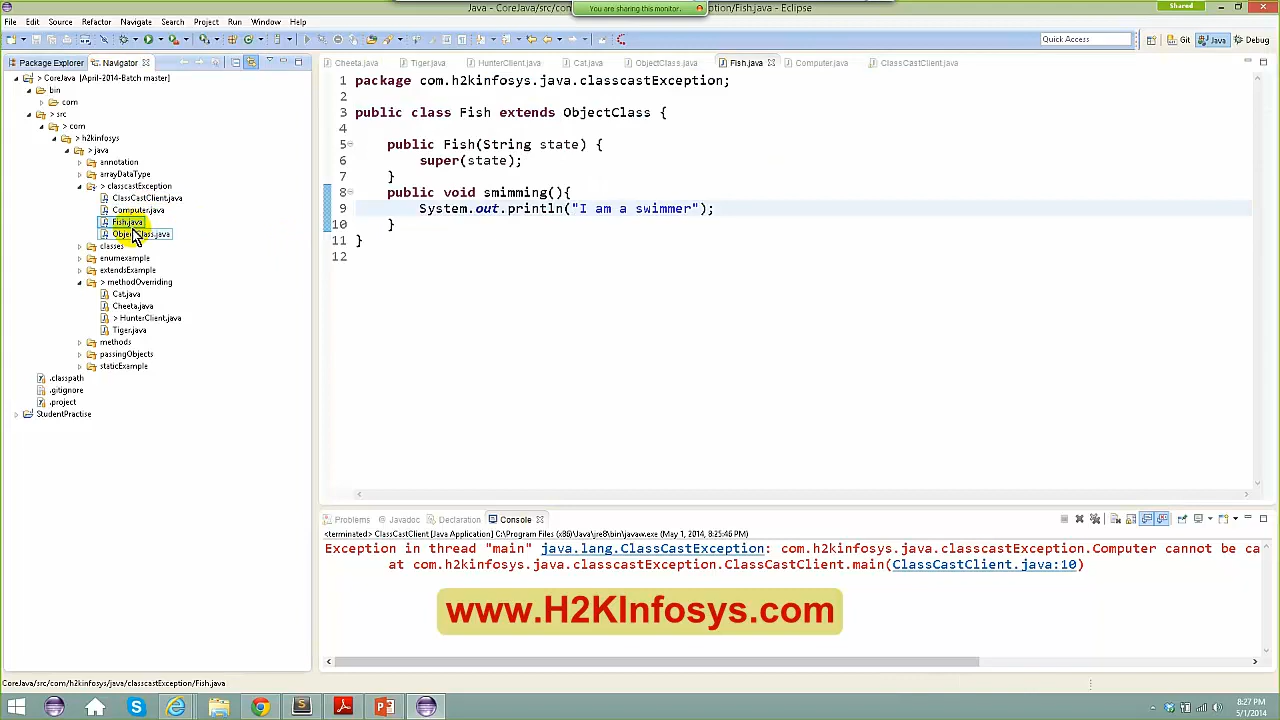 Java - CoreJava/src/com
You are sharing this monitor.
ption/Fish.java - Eclipse
Shared
File Edit Source Refactor Navigate Search Project Run Window Help
Quick Access
Git
Java
Debug
Package Explorer Navigator
Cheeta.java Tiger.java HunterClient.java Cat.java ObjectClass.java Fish.java Computer.java ClassCastClient.java
> CoreJava [April-2014-Batch master]
bin
com
> src
> com
> h2kinfosys
> java
annotation
arrayDataType
> classcastException
ClassCastClient.java
Computer.java
Fish.java
classes
enumexample
extendsExample
> methodOverriding
Cat.java
Cheeta.java
> HunterClient.java
Tiger.java
methods
passingObjects
staticExample
.classpath
.gitignore
.project
StudentPractise
1 package com.h2kinfosys.java.classcastException;
2
3 public class Fish extends ObjectClass {
4
5 public Fish(String state) {
6 super(state);
7 }
8 public void smimming(){
9 System.out.println("I am a swimmer");
10 }
11 }
12
Problems Javadoc Declaration Console
<terminated> ClassCastClient [Java Application] C:\Program Files (x86)\Java\jre8\bin\javaw.exe (May 1, 2014, 8:25:46 PM)
Exception in thread "main" java.lang.ClassCastException: com.h2kinfosys.java.classcastException.Computer cannot be ca
at com.h2kinfosys.java.classcastException.ClassCastClient.main(ClassCastClient.java:10)
www.H2KInfosys.com
CoreJava/src/com/h2kinfosys/java/classcastException/Fish.java
8:27 PM
5/1/2014